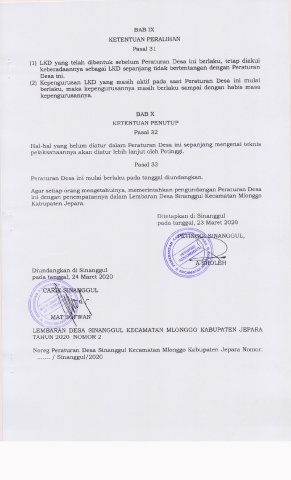 BAB IX
KETENTUAN PERALIHAN
Pasal 31
(1) LKD yang telah dibentuk sebelum Peraturan Desa ini berlaku, tetap diakui
keberadaannya sebagai LKD sepanjang tidak bertentangan dengan Peraturan
Desa ini.
(2) Kepengurusan LKD yang masih aktif pada saat Peraturan Desa ini mulai
berlaku, maka kepengurusannya masih berlaku sampai dengan habis masa
kepengurusannya.
BAB X
KETENTUAN PENUTUP
Pasal 32
Hal-hal yang belum diatur dalam Peraturan Desa ini sepanjang mengenai teknis
pelaksanaannya akan diatur lebih lanjut oleh Petinggi.
Pasal 33
Peraturan Desa ini mulai berlaku pada tanggal diundangkan.
Agar setiap orang mengetahuinya, memerintahkan pengundangan Peraturan Desa
ini dengan penempatannya dalam Lembaran Desa Sinanggul Kecamatan Mlonggo
Kabupaten Jepara.
Ditetapkan di Sinanggul
pada tanggal, 23 Maret 2020
PETINGGI SINANGGUL,
SHOLEH
Diundangkan di Sinanggul
pada tanggal, 24 Maret 2020
CARIK SINANGGUL
MAT SOFWAN
LEMBARAN DESA SINANGGUL KECAMATAN MLONGGO KABUPATEN JEPARA
TAHUN 2020 NOMOR 2
Noreg Peraturan Desa Sinanggul Kecamatan Mlonggo Kabupaten Jepara Nomor:
....... / Sinanggul/2020